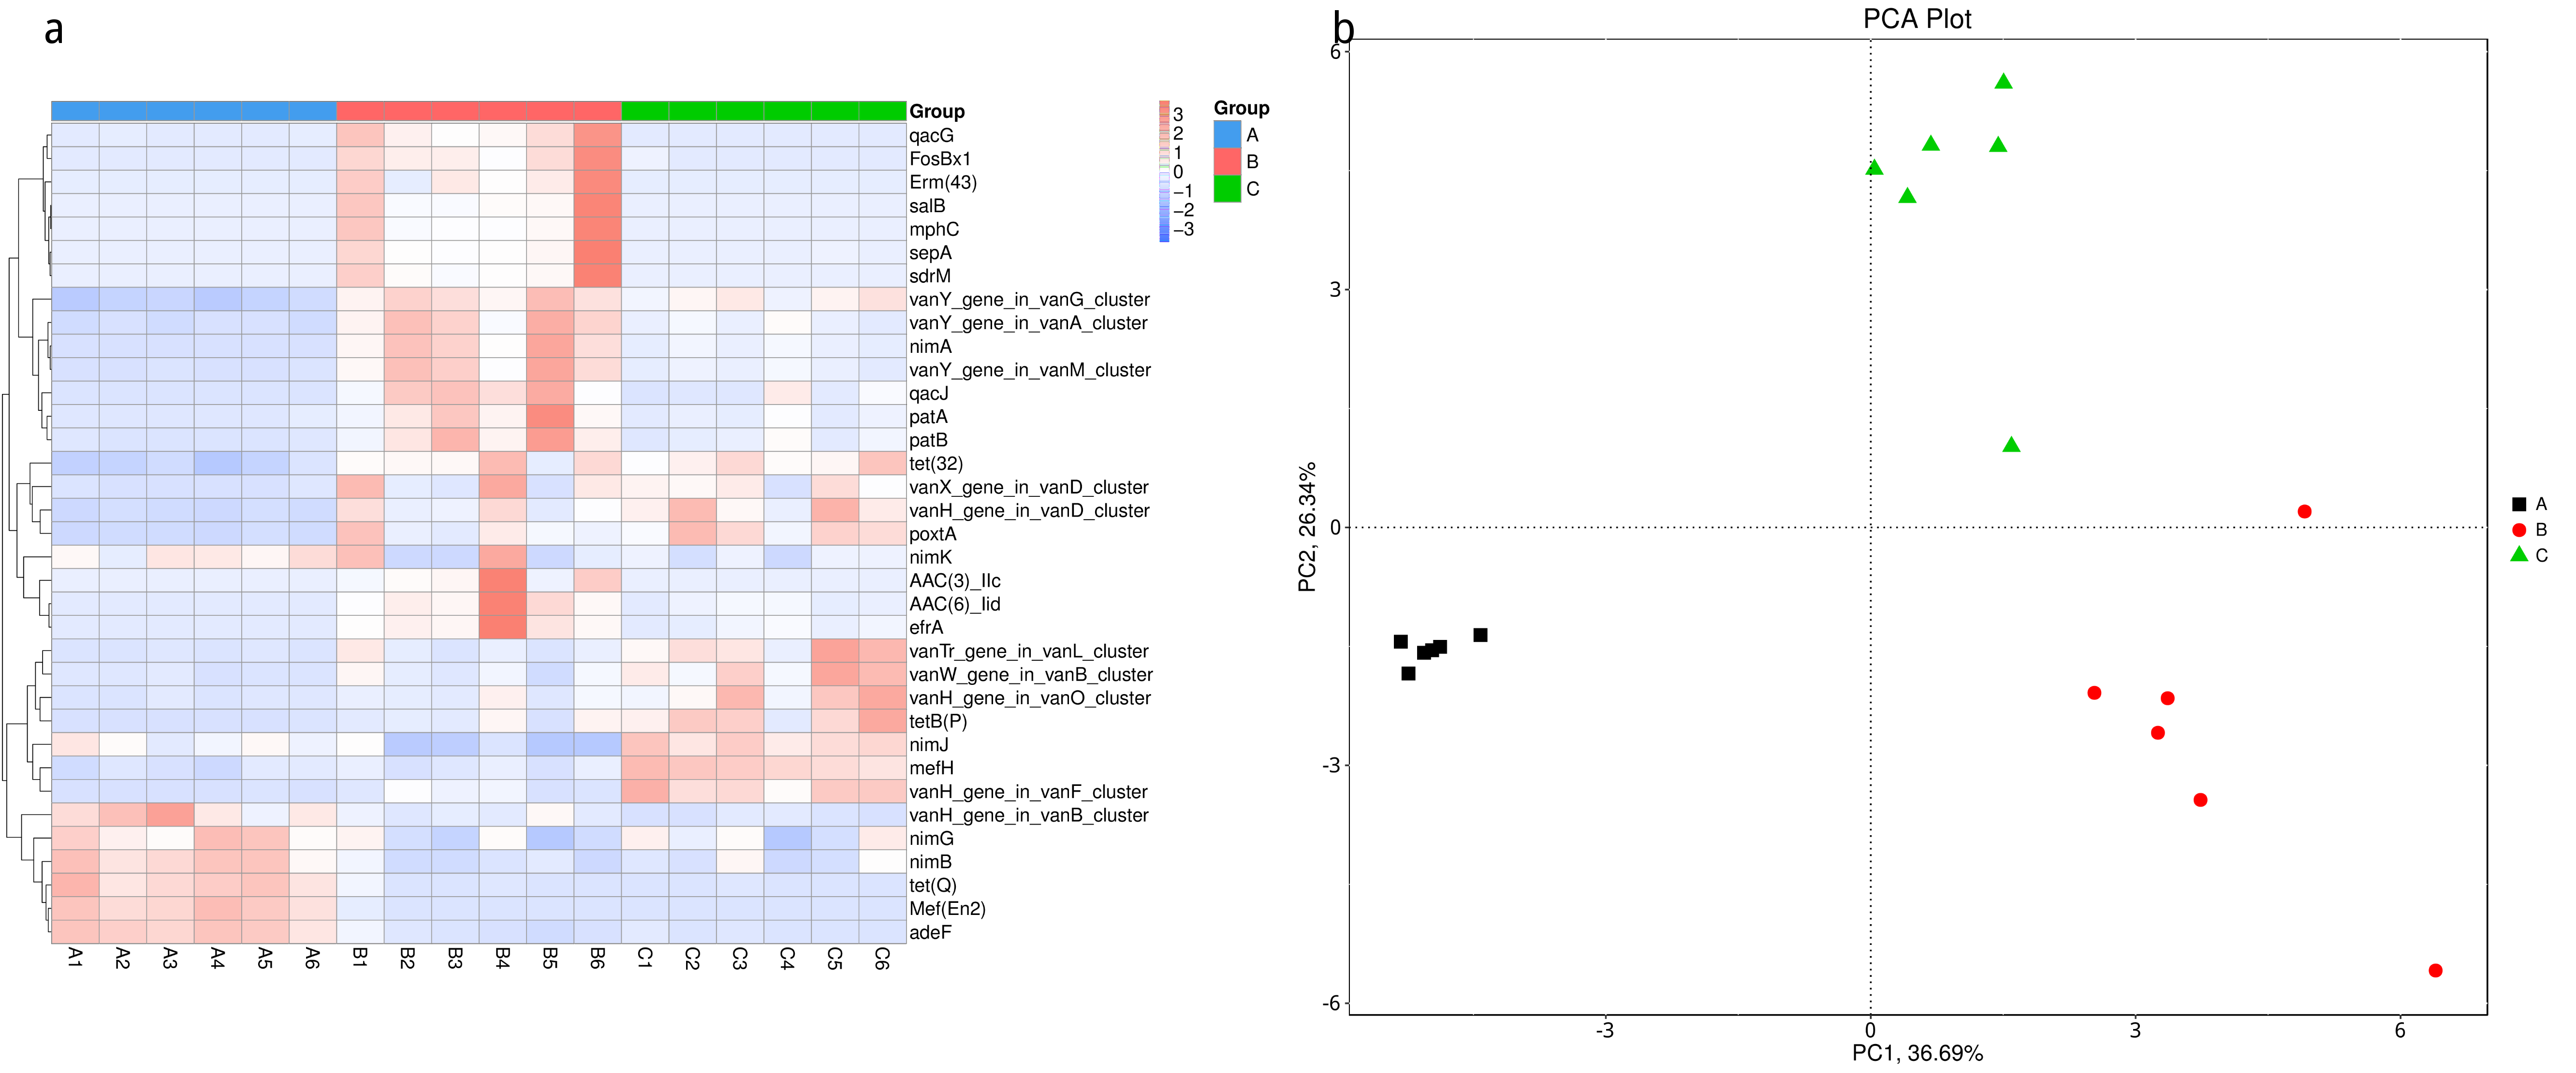 a
Group
qacG
FosBx1
Erm(43)
salB
mphC
sepA
sdrM
vanY_gene_in_vanG_cluster
vanY_gene_in_vanA_cluster
nimA
vanY_gene_in_vanM_cluster
qacJ
patA
patB
tet(32)
vanX_gene_in_vanD_cluster
vanH_gene_in_vanD_cluster
poxtA
nimK
AAC(3)_IIc
AAC(6)_Iid
efrA
vanTr_gene_in_vanL_cluster
vanW_gene_in_vanB_cluster
vanH_gene_in_vanO_cluster
tetB(P)
nimJ
mefH
vanH_gene_in_vanF_cluster
vanH_gene_in_vanB_cluster
nimG
nimB
tet(Q)
Mef(En2)
adeF
A1 A2 A3 A4 A5 A6 B1 B2 B3 B4 B5 B6 C1 C2 C3 C4 C5 C6
3
2
1
0
−1
−2
−3
Group
A
B
C
b
PCA Plot
6
3
0
-3
-6
PC2, 26.34%
-3 0 3 6
PC1, 36.69%
A
B
C